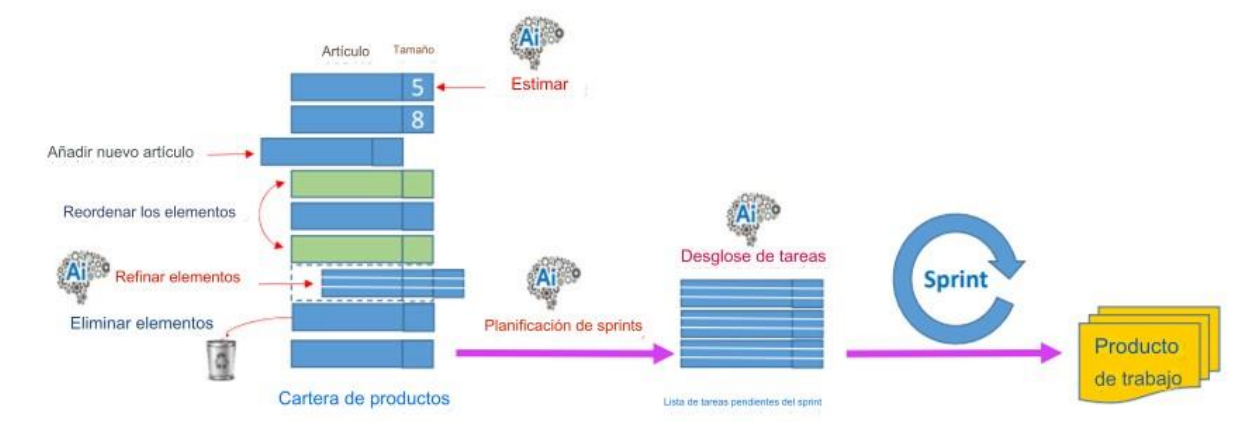 Ai
Artículo Tamaño
Estimar
5
8
Añadir nuevo artículo
Reordenar los elementos
Ai
Refinar elementos
Eliminar elementos
Cartera de productos
Ai
Planificación de sprints
Ai
Desglose de tareas
Lista de tareas pendientes del sprint
Sprint
Producto
de trabajo